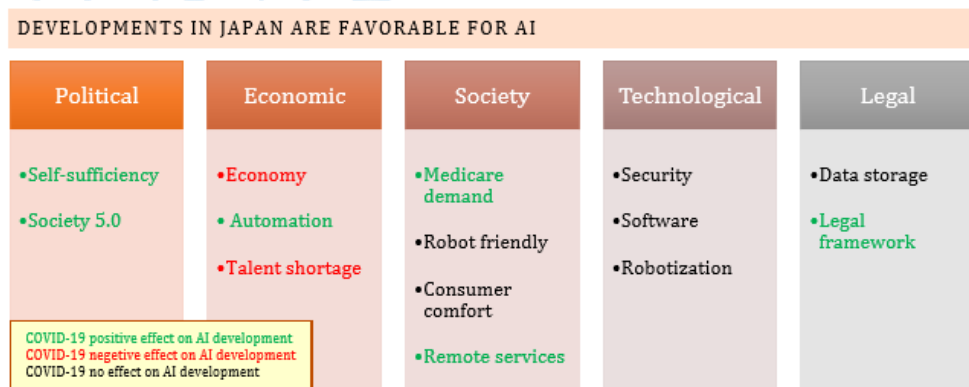 DEVELOPMENTS IN JAPAN ARE FAVORABLE FOR AI
Political
•Self-sufficiency
•Society 5.0
Economic
•Economy
• Automation
•Talent shortage
Society
•Medicare
demand
•Robot friendly
•Consumer
comfort
•Remote services
Technological
•Security
•Software
•Robotization
Legal
•Data storage
•Legal
framework
COVID-19 positive effect on AI development
COVID-19 negetive effect on AI development
COVID-19 no effect on AI development